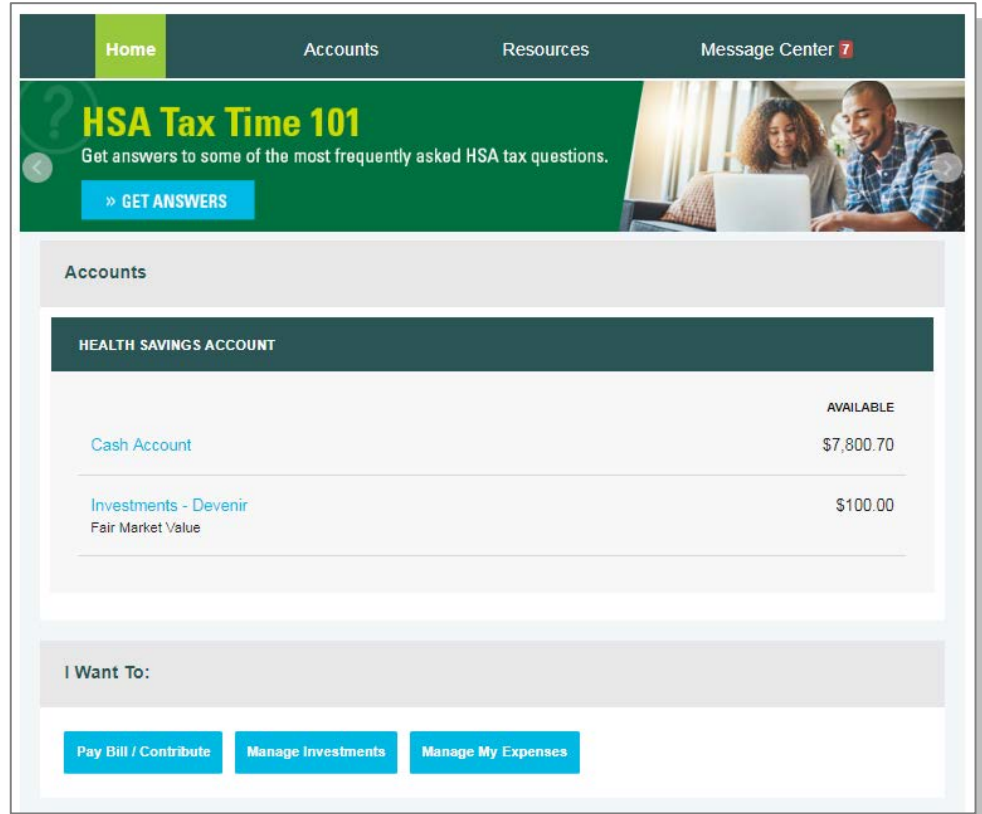 Home Accounts Resources Message Center 7
?
HSA Tax Time 101
Get answers to some of the most frequently asked HSA tax questions.
» GET ANSWERS
Accounts
HEALTH SAVINGS ACCOUNT
AVAILABLE
Cash Account $7,800.70
Investments - Devenir $100.00
Fair Market Value
I Want To:
Pay Bill / Contribute Manage Investments Manage My Expenses